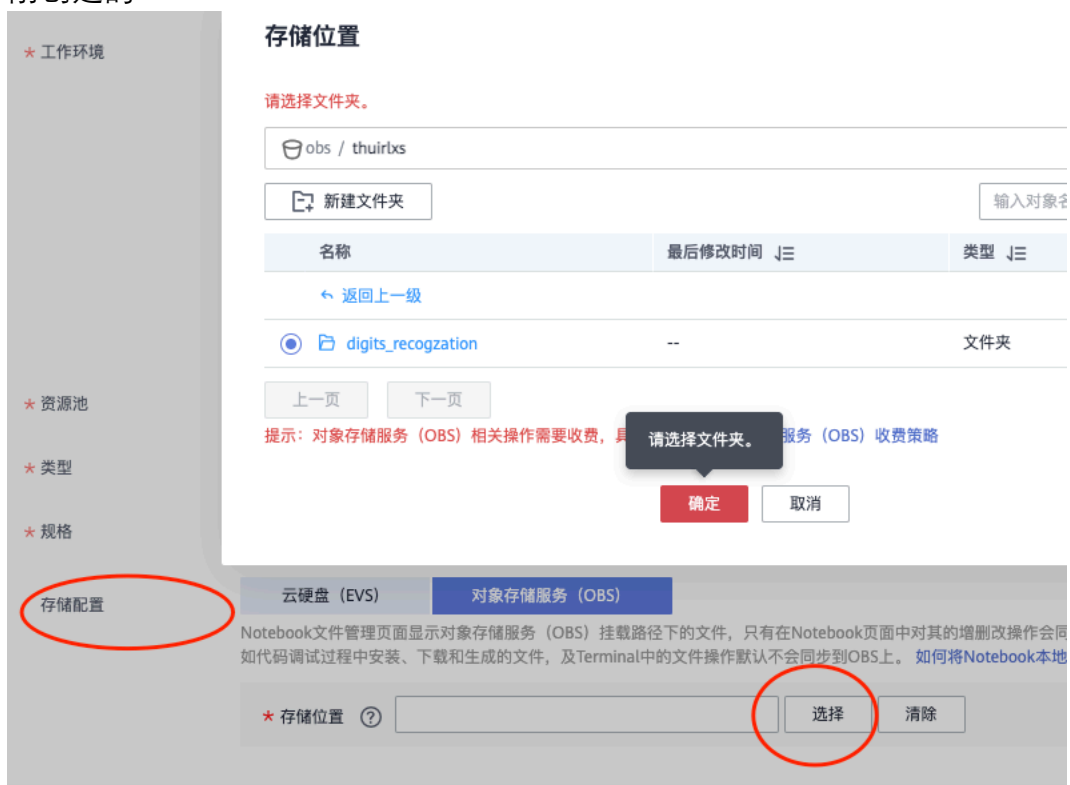 * 工作环境
存储位置
请选择文件夹。
obs / thuirlxs
新建文件夹
输入对象名
名称 最后修改时间 类型
返回上一级
digits_recogzation -- 文件夹
* 资源池
上一页 下一页
提示：对象存储服务（OBS）相关操作需要收费，具 服务（OBS）收费策略
请选择文件夹。
* 类型
确定 取消
* 规格
存储配置
云硬盘（EVS） 对象存储服务（OBS）
Notebook文件管理页面显示对象存储服务（OBS）挂载路径下的文件，只有在Notebook页面中对其的增删改操作会同
如代码调试过程中安装、下载和生成的文件，及Terminal中的文件操作默认不会同步到OBS上。 如何将Notebook本地
* 存储位置 ? 选择 清除